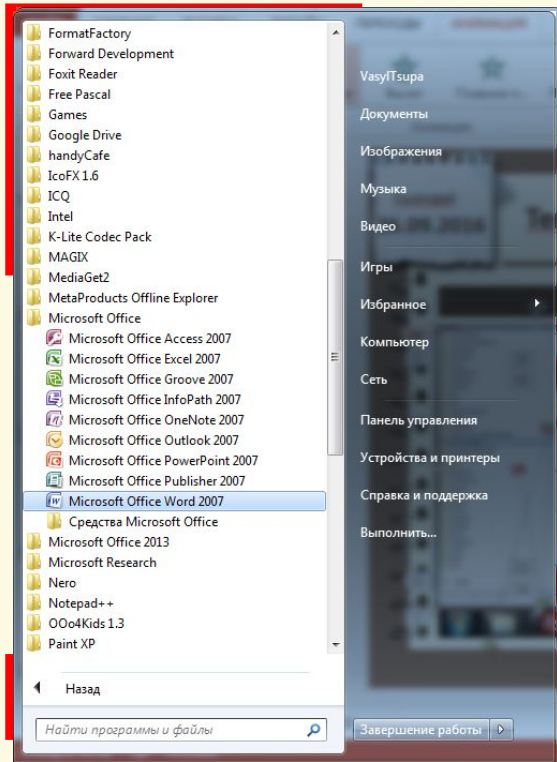 FormatFactory
Forward Development
Foxit Reader
Free Pascal
Games
Google Drive
handyCafe
IcoFX 1.6
ICQ
Intel
K-Lite Codec Pack
MAGIX
MediaGet2
MetaProducts Offline Explorer
Microsoft Office
Microsoft Office Access 2007
Microsoft Office Excel 2007
Microsoft Office Groove 2007
Microsoft Office InfoPath 2007
Microsoft Office OneNote 2007
Microsoft Office Outlook 2007
Microsoft Office PowerPoint 2007
Microsoft Office Publisher 2007
Microsoft Office Word 2007
Средства Microsoft Office
Microsoft Office 2013
Microsoft Research
Nero
Notepad++
OOo4Kids 1.3
Paint XP
Назад
Найти программы и файлы
VasylTsupa
Документы
Изображения
Музыка
Видео
Игры
Избранное
Компьютер
Сеть
Панель управления
Устройства и принтеры
Справка и поддержка
Выполнить...
Завершение работы
09.2016